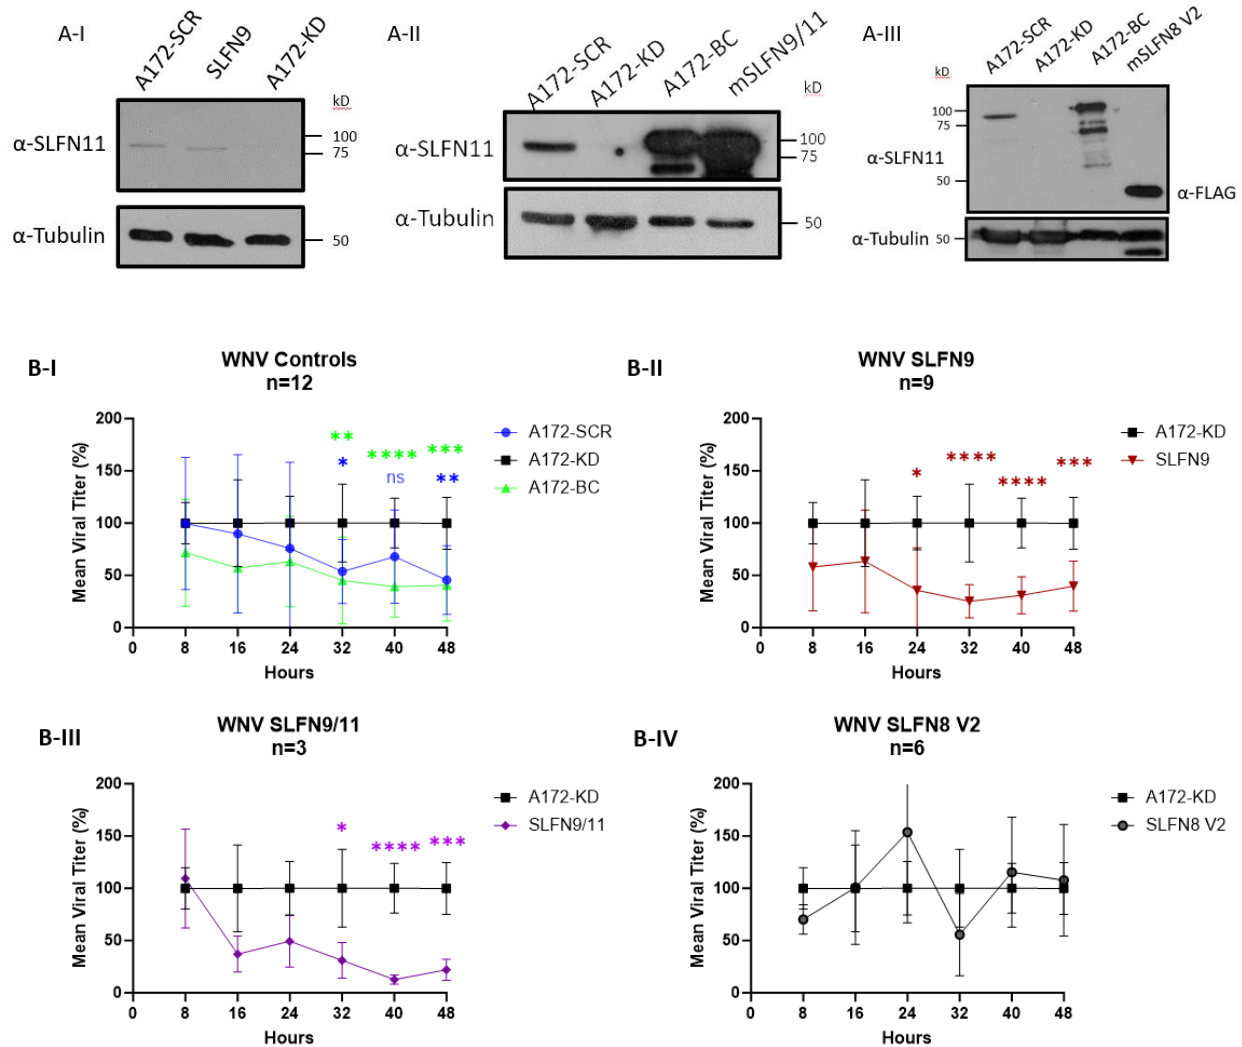 A-I
A172-SCR
SLFN9
A172-KD
kD
α-SLFN11
100
75
α-Tubulin
50
A-II
A172-SCR
A172-KD
A172-BC
mSLFN9/11
kD
α-SLFN11
100
75
α-Tubulin
50
A-III
A172-SCR
A172-KD
A172-BC
mSLFN8 V2
kD
100
75
α-SLFN11
50
α-FLAG
α-Tubulin
50
B-I
WNV Controls
n=12
Mean Viral Titer (%)
200
150
100
50
0
0 8 16 24 32 40 48
Hours
** **** ***
* ns **
A172-SCR
A172-KD
A172-BC
B-II
WNV SLFN9
n=9
Mean Viral Titer (%)
200
150
100
50
0
0 8 16 24 32 40 48
Hours
* **** **** ***
A172-KD
SLFN9
B-III
WNV SLFN9/11
n=3
Mean Viral Titer (%)
200
150
100
50
0
0 8 16 24 32 40 48
Hours
* **** ***
A172-KD
SLFN9/11
B-IV
WNV SLFN8 V2
n=6
Mean Viral Titer (%)
200
150
100
50
0
0 8 16 24 32 40 48
Hours
A172-KD
SLFN8 V2